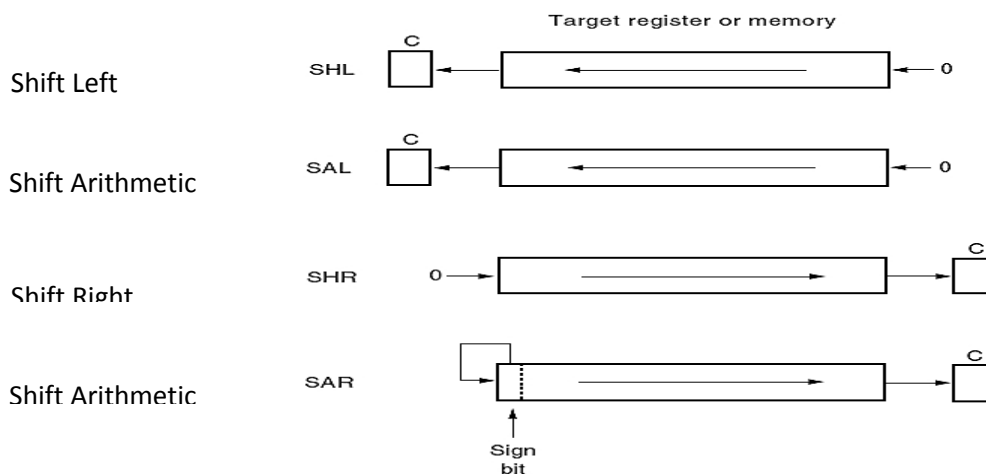 Target register or memory
C
SHL
0
Shift Left
C
SAL
0
Shift Arithmetic
C
SHR
0
Shift Right
C
SAR
Shift Arithmetic
Sign
bit